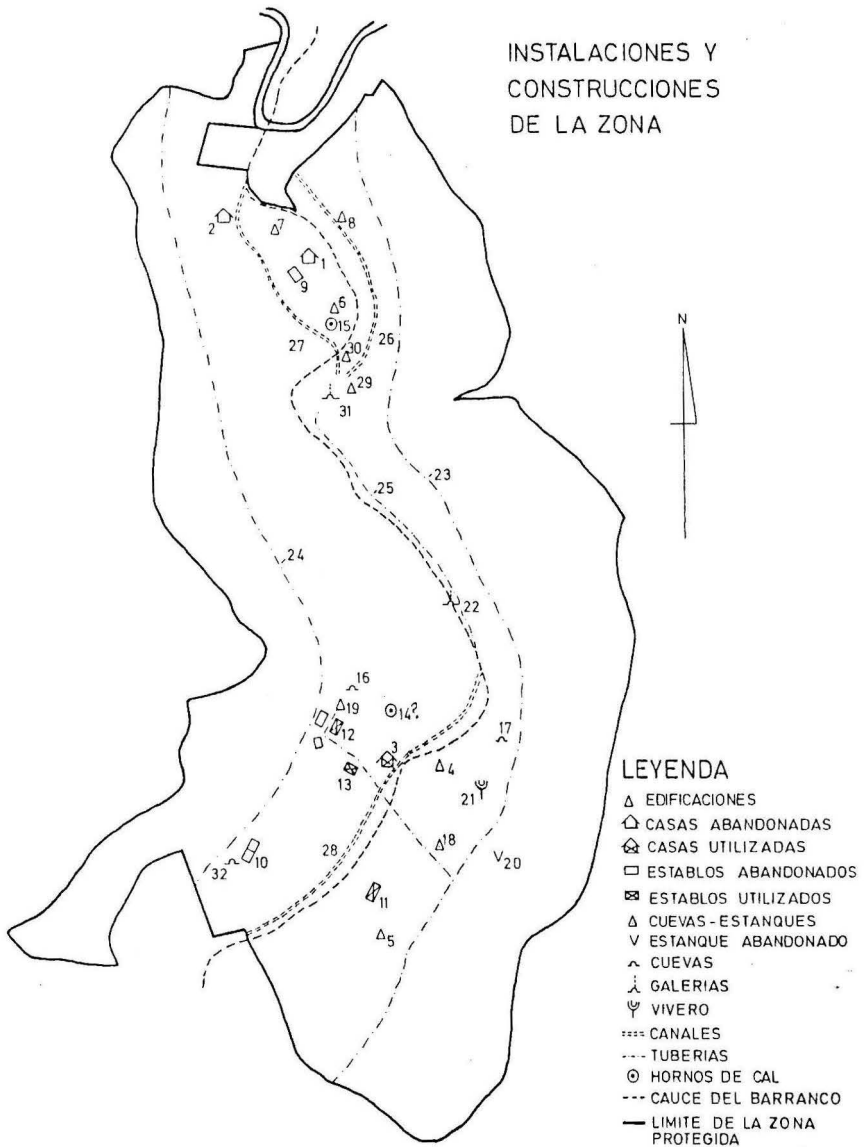 INSTALACIONES Y
CONSTRUCCIONES
DE LA ZONA
N
2
7
8
1
9
6
15
27
30
26
29
31
23
25
24
22
16
19
14?
12
17
3
4
13
21
18
28
20
10
32
11
5
LEYENDA
EDIFICACIONES
CASAS ABANDONADAS
CASAS UTILIZADAS
ESTABLOS ABANDONADOS
ESTABLOS UTILIZADOS
CUEVAS-ESTANQUES
ESTANQUE ABANDONADO
CUEVAS
GALERIAS
VIVERO
CANALES
TUBERIAS
HORNOS DE CAL
CAUCE DEL BARRANCO
LIMITE DE LA ZONA
PROTEGIDA